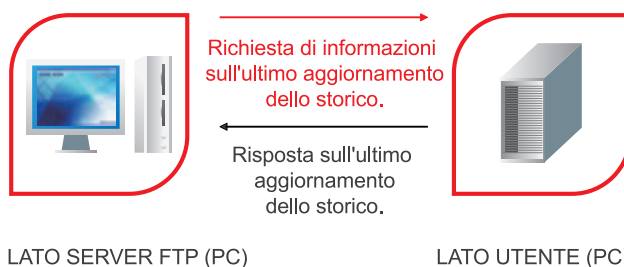 Richiesta di informazioni
sull'ultimo aggiornamento
dello storico.
Risposta sull'ultimo
aggiornamento
dello storico.
LATO SERVER FTP (PC)
LATO UTENTE (PC